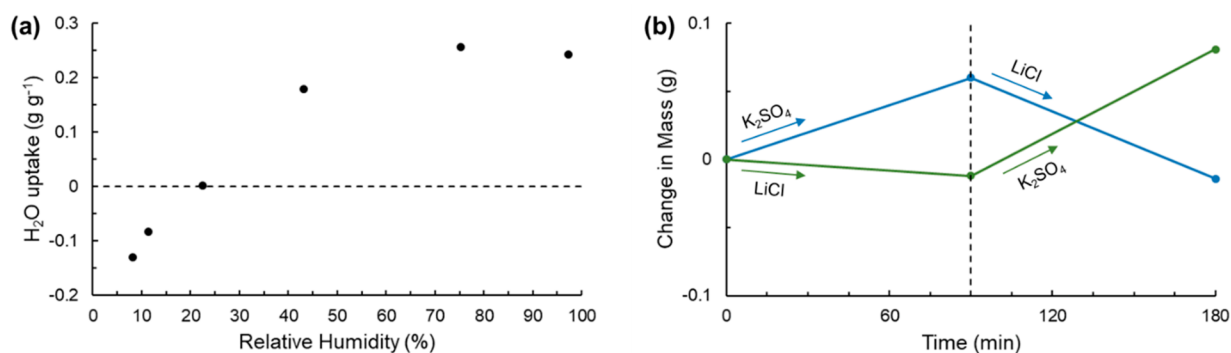 (a)
0.3
0.2
0.1
0
-0.1
-0.2
H₂O uptake (g g⁻¹)
0 10 20 30 40 50 60 70 80 90 100
Relative Humidity (%)
(b)
0.1
0
-0.1
Change in Mass (g)
K₂SO₄
LiCl
LiCl
K₂SO₄
0 60 120 180
Time (min)